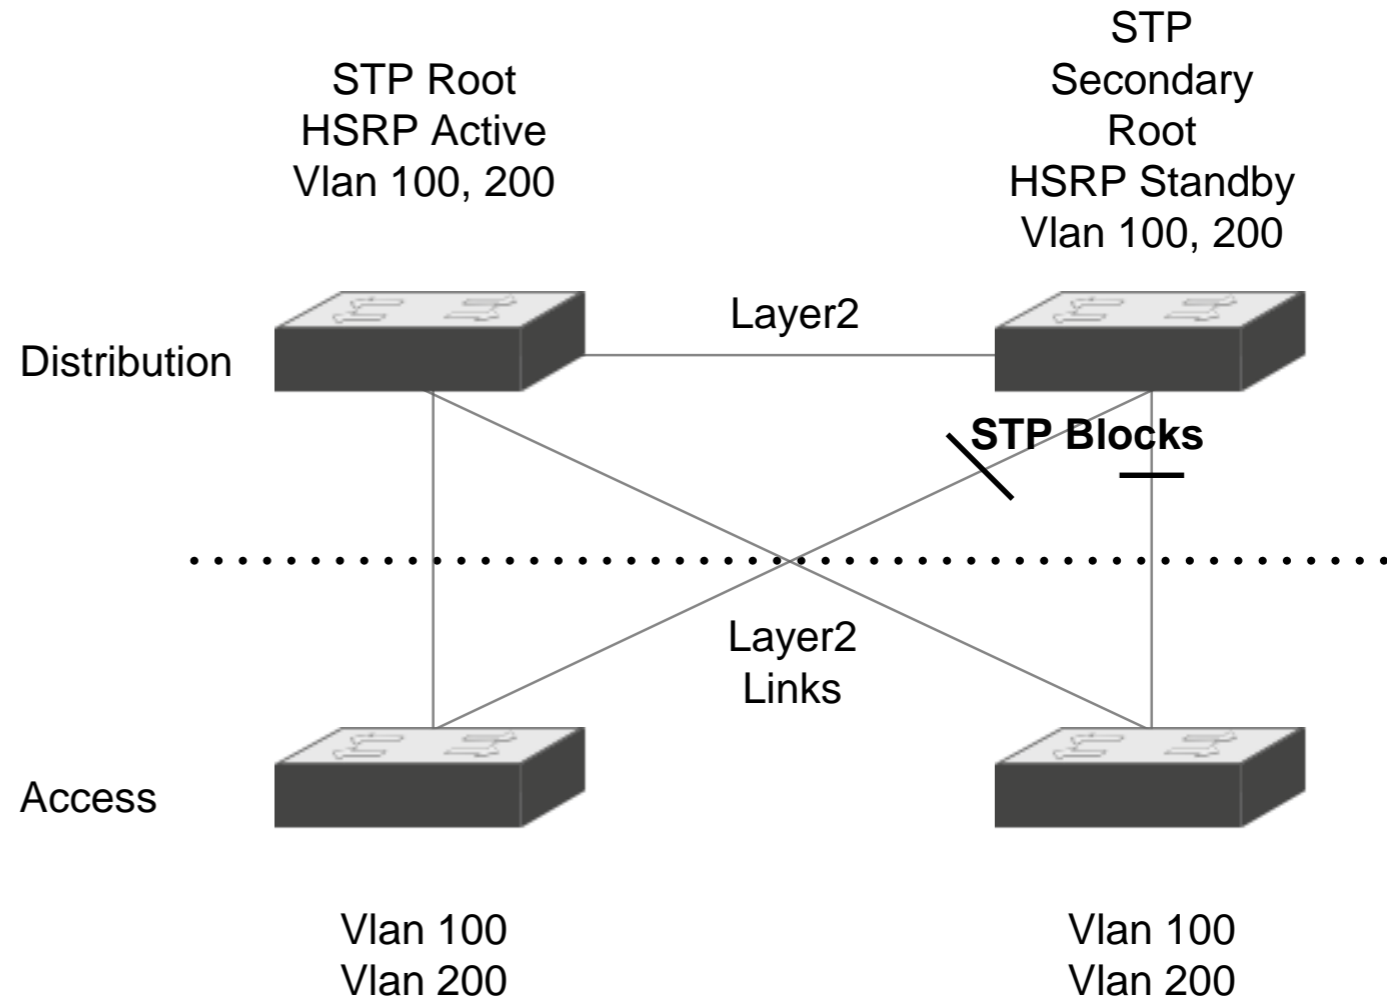 STP Root
HSRP Active
Vlan 100, 200
STP
Secondary
Root
HSRP Standby
Vlan 100, 200
Layer2
Distribution
STP Blocks
Layer2
Links
Access
Vlan 100
Vlan 200
Vlan 100
Vlan 200